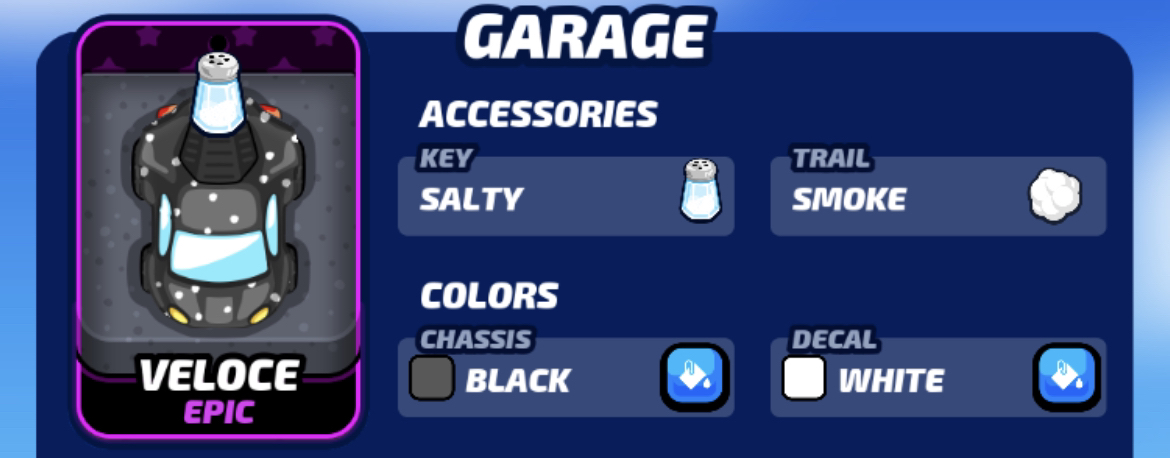 GARAGE
VELOCE
EPIC
ACCESSORIES
KEY
SALTY
TRAIL
SMOKE
COLORS
CHASSIS
BLACK
DECAL
WHITE